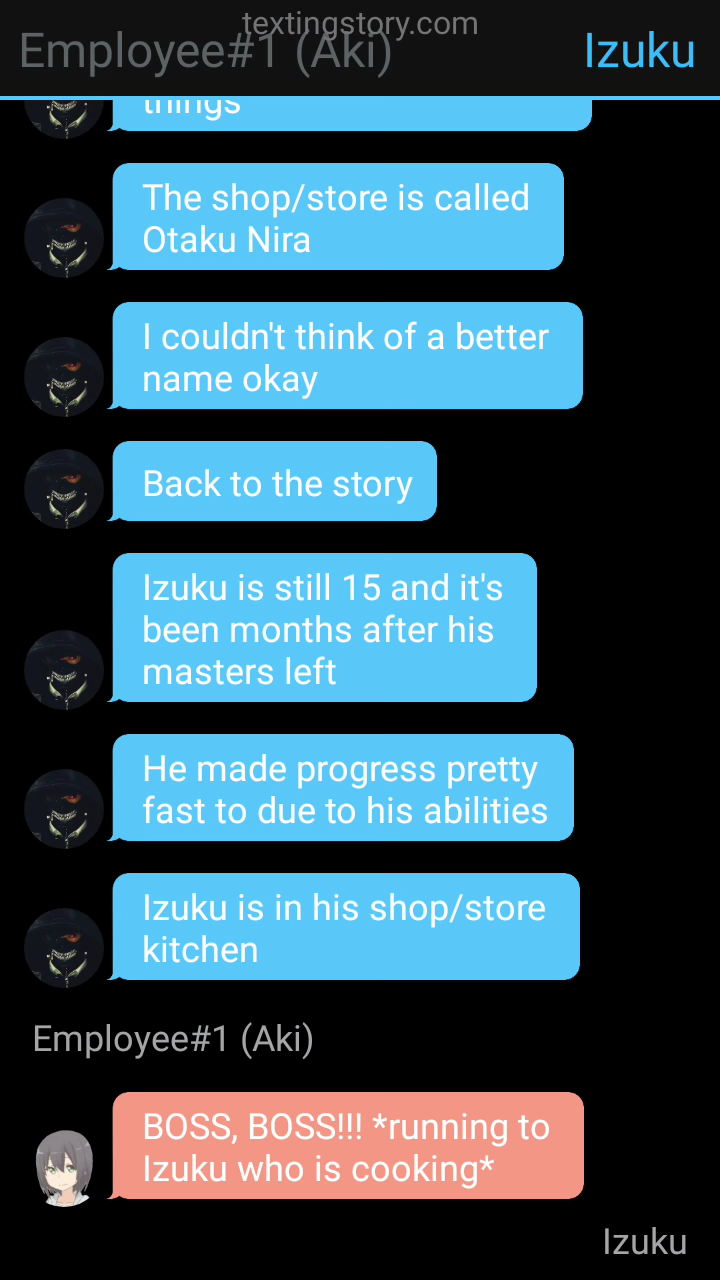 textingstory.com
Employee#1 (Aki)
Izuku
things
The shop/store is called
Otaku Nira
I couldn't think of a better
name okay
Back to the story
Izuku is still 15 and it's
been months after his
masters left
He made progress pretty
fast to due to his abilities
Izuku is in his shop/store
kitchen
Employee#1 (Aki)
BOSS, BOSS!!! *running to
Izuku who is cooking*
Izuku